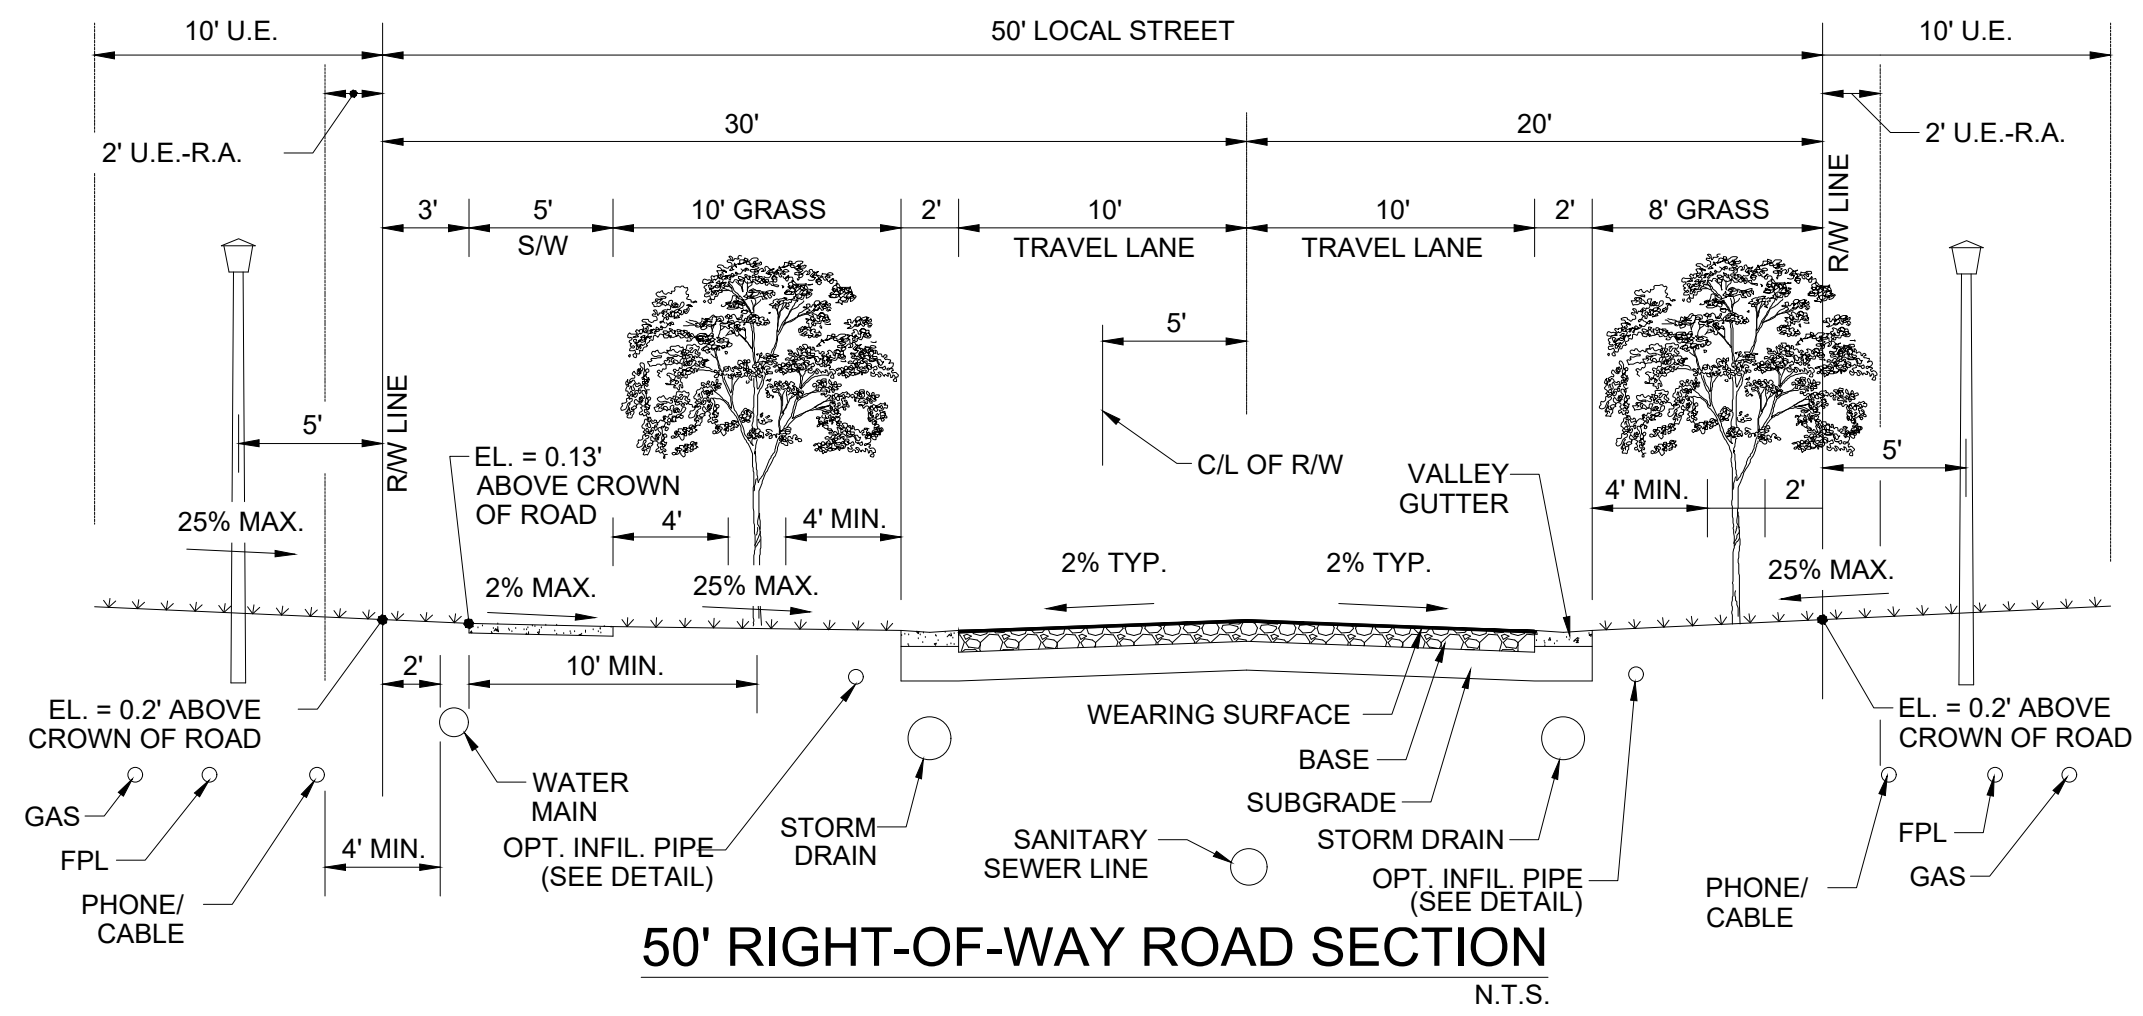 10' U.E.
50' LOCAL STREET
10' U.E.
2' U.E.-R.A.
30'
20'
2' U.E.-R.A.
3'
5'
S/W
10' GRASS
2'
10'
TRAVEL LANE
10'
TRAVEL LANE
2'
8' GRASS
R/W LINE
5'
R/W LINE
5'
EL. = 0.13'
ABOVE CROWN
OF ROAD
C/L OF R/W
VALLEY
GUTTER
5'
25% MAX.
4'
4' MIN.
4' MIN.
2'
2% MAX.
25% MAX.
2% TYP.
2% TYP.
25% MAX.
2'
10' MIN.
EL. = 0.2' ABOVE
CROWN OF ROAD
WEARING SURFACE
EL. = 0.2' ABOVE
CROWN OF ROAD
BASE
WATER
MAIN
SUBGRADE
GAS
FPL
PHONE/
CABLE
4' MIN.
OPT. INFIL. PIPE
(SEE DETAIL)
STORM
DRAIN
SANITARY
SEWER LINE
STORM DRAIN
OPT. INFIL. PIPE
(SEE DETAIL)
PHONE/
CABLE
FPL
GAS
50' RIGHT-OF-WAY ROAD SECTION
N.T.S.